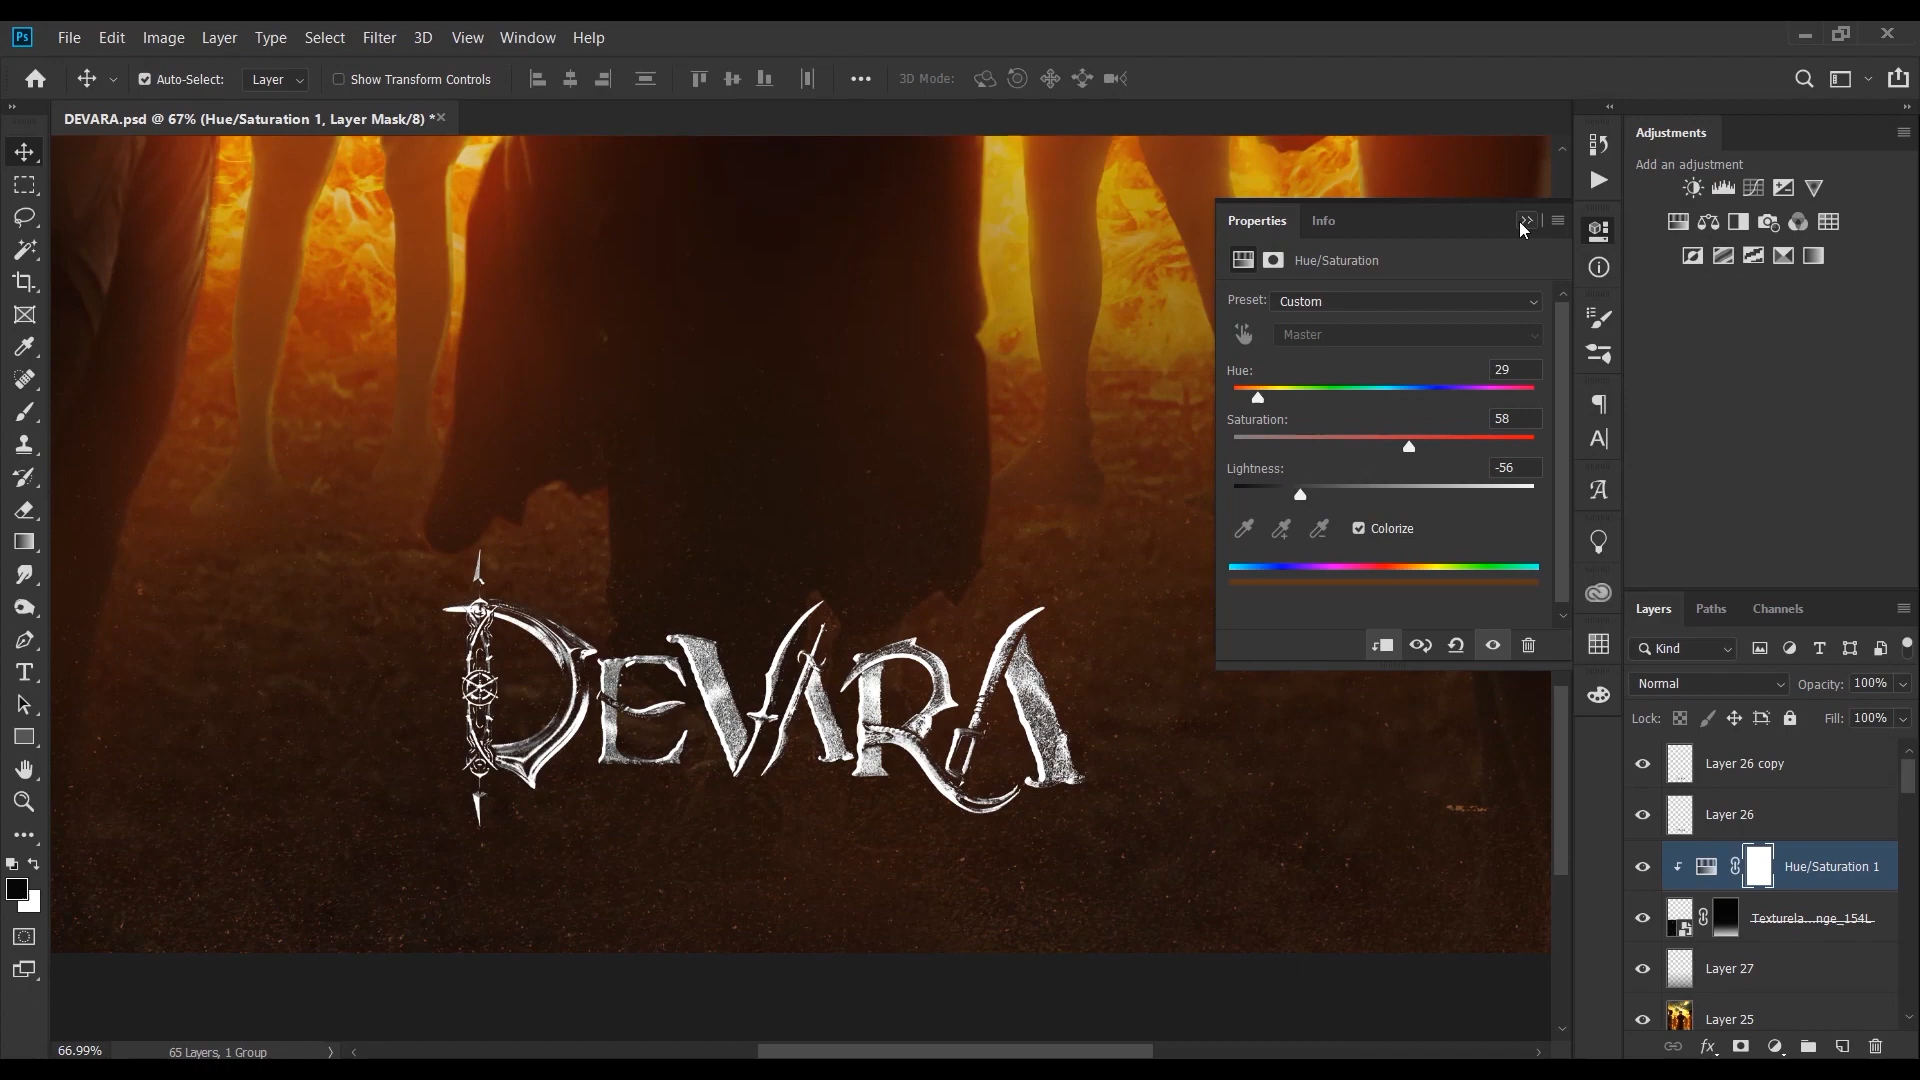 Ps File Edit Image Layer Type Select Filter 3D View Window Help
Auto-Select: Layer Show Transform Controls 3D Mode:
DEVARA.psd @ 67% (Hue/Saturation 1, Layer Mask/8) *
Adjustments
Add an adjustment
Properties Info
Hue/Saturation
Preset: Custom
Master
Hue: 29
Saturation: 58
Lightness: -56
Colorize
DEVARA
Layers Paths Channels
Kind
Normal Opacity: 100%
Lock: Fill: 100%
Layer 26 copy
Layer 26
Hue/Saturation 1
Texturela...nge_154L
Layer 27
Layer 25
66.99% 65 Layers, 1 Group
fx